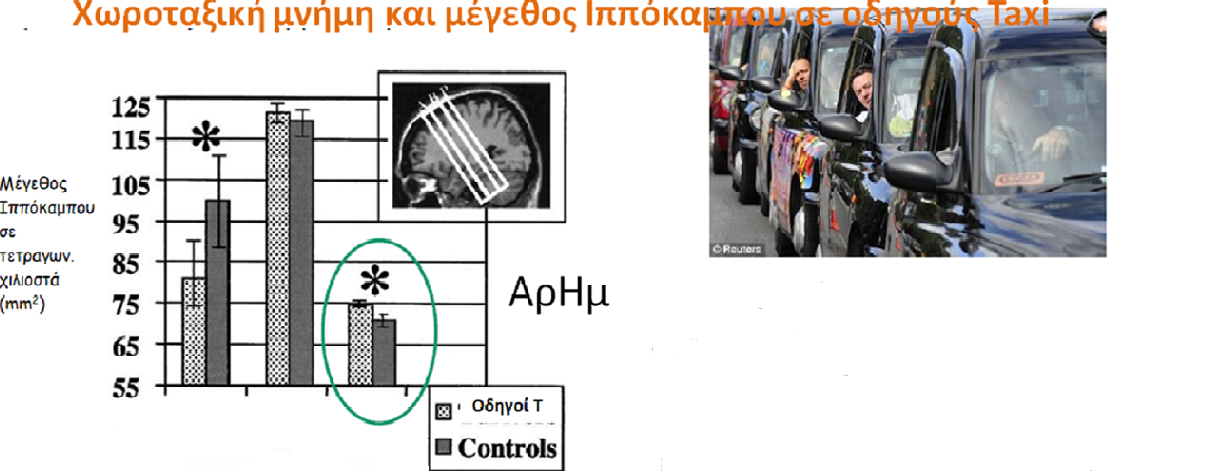 Χωροταξική μνήμη και μέγεθος Ιππόκαμπου σε οδηγούς Taxi
Μέγεθος
Ιππόκαμπου
σε
τετραγων.
χιλιοστά
(mm²)
125
115
105
95
85
75
65
55
*
*
ΑρΗμ
Οδηγοί Τ
Controls
©Reuters